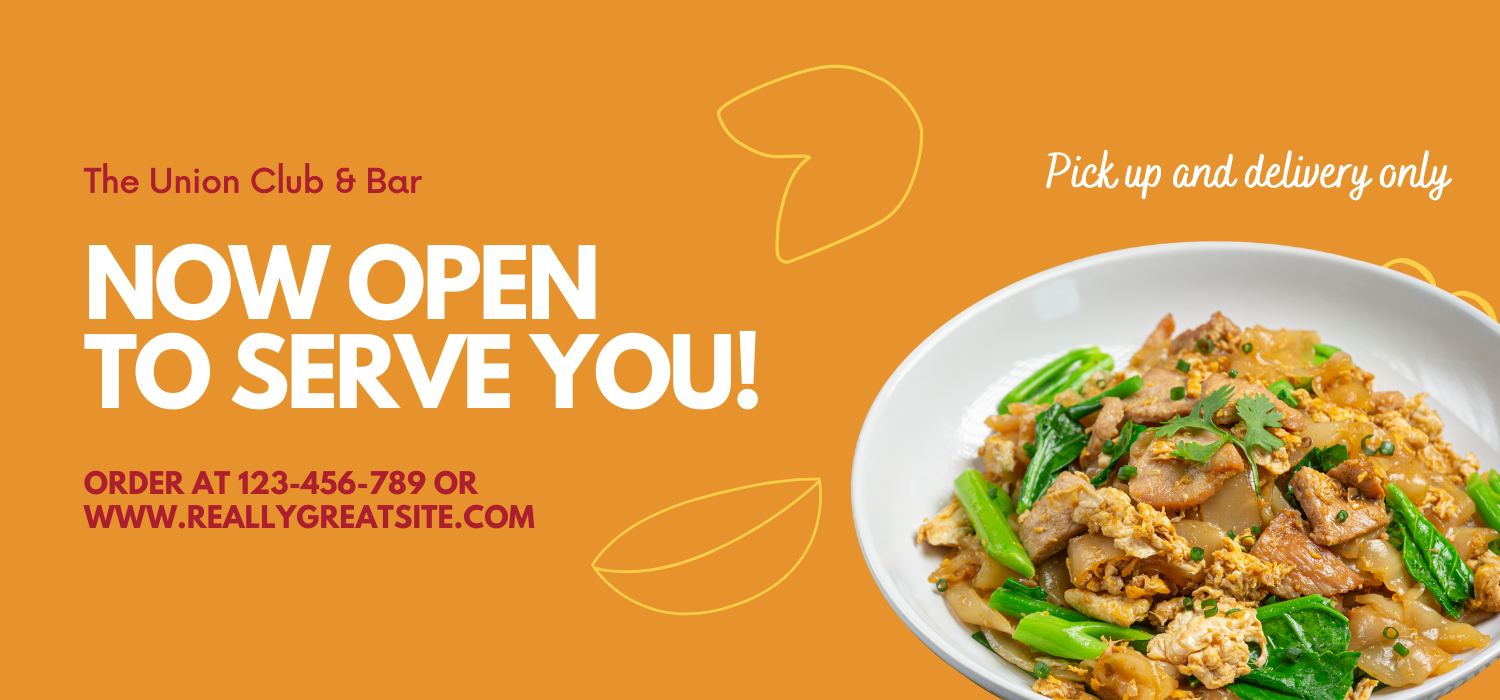 The Union Club & Bar
NOW OPEN
TO SERVE YOU!
ORDER AT 123-456-789 OR
WWW.REALLYGREATSITE.COM
Pick up and delivery only